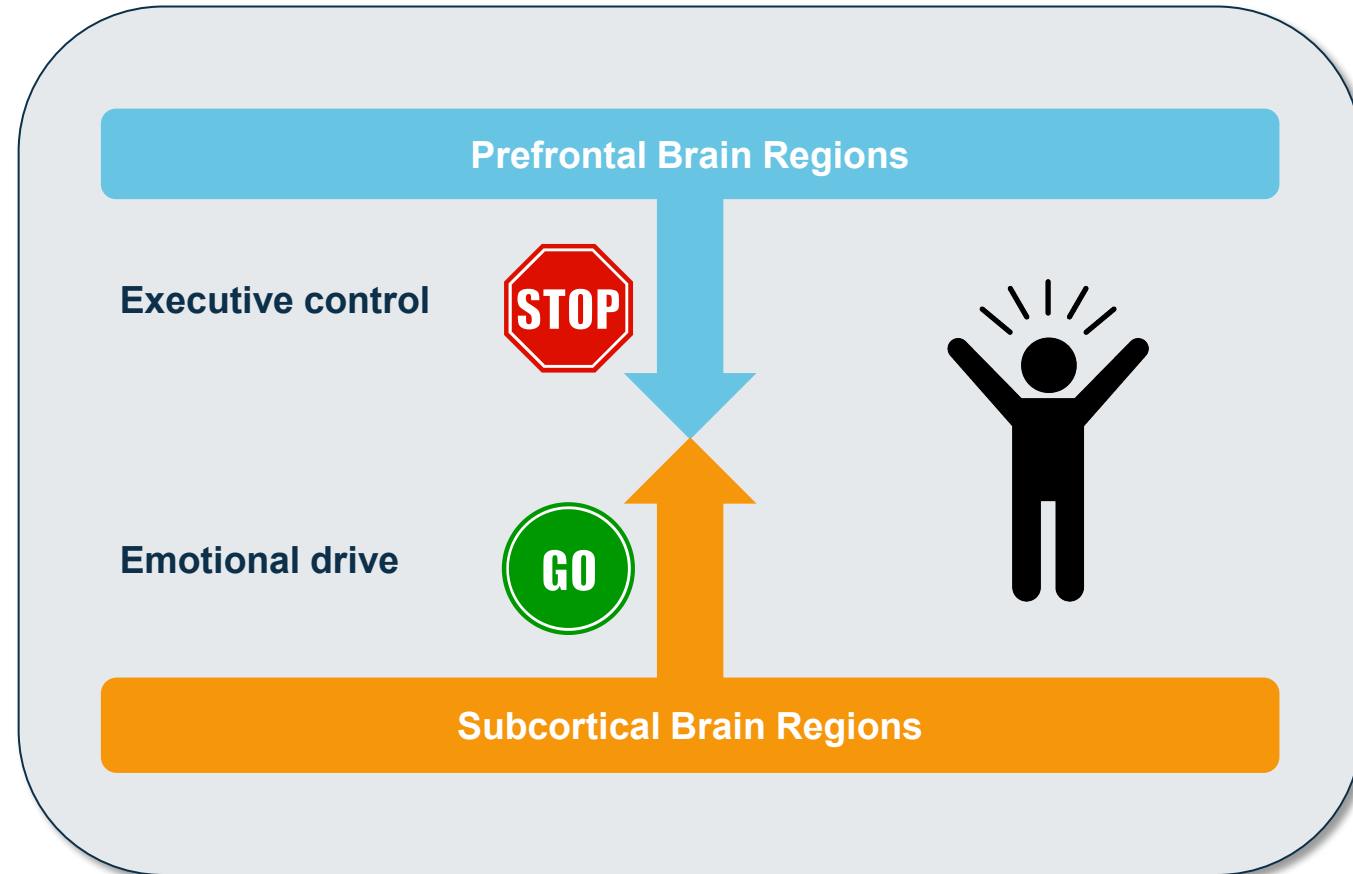 Prefrontal Brain Regions
Executive control
STOP
Emotional drive
GO
Subcortical Brain Regions